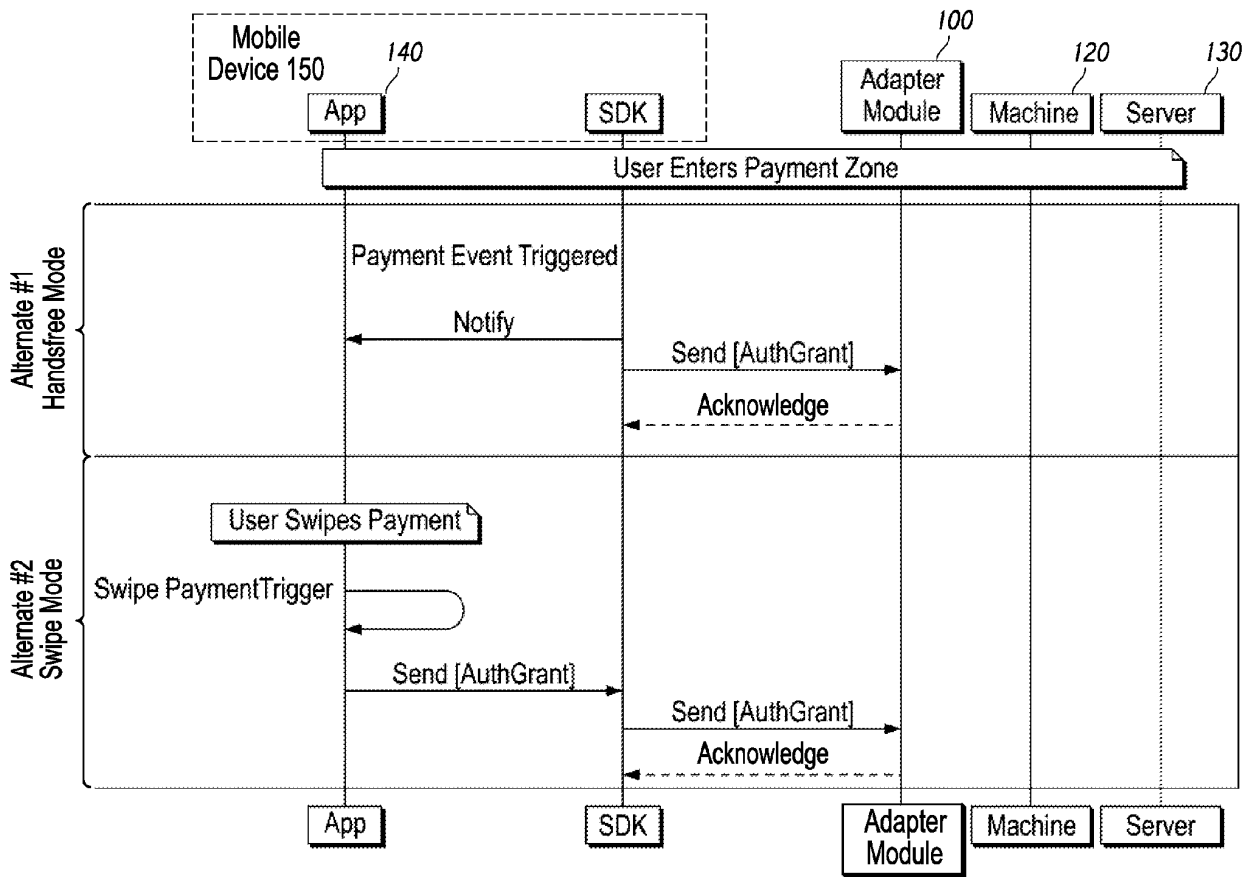 Mobile
Device 150
140
100
120
130
App
SDK
Adapter
Module
Machine
Server
User Enters Payment Zone
Alternate #1
Handsfree Mode
Payment Event Triggered
Notify
Send [AuthGrant]
Acknowledge
Alternate #2
Swipe Mode
User Swipes Payment
Swipe PaymentTrigger
Send [AuthGrant]
Send [AuthGrant]
Acknowledge
App
SDK
Adapter
Module
Machine
Server